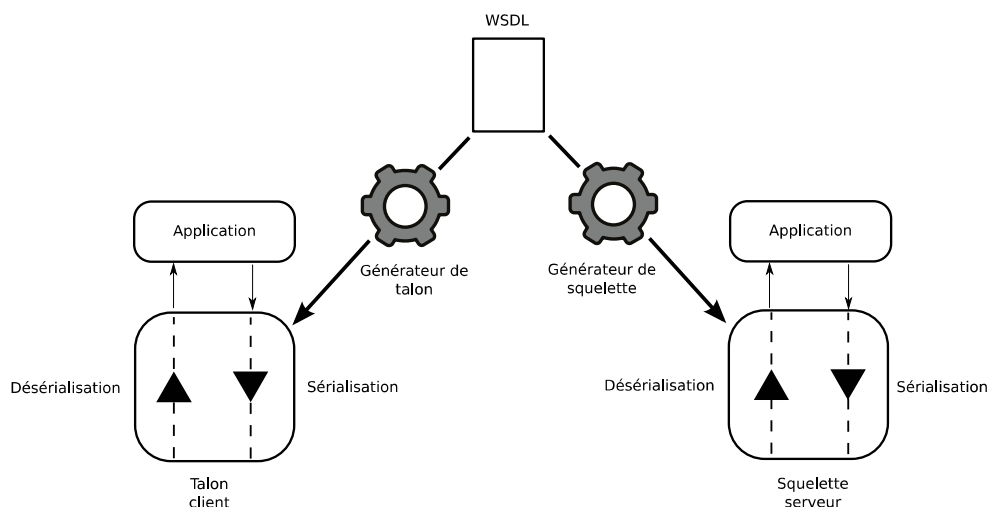 WSDL
Application
Générateur de
talon
Générateur de
squelette
Application
Désérialisation
Sérialisation
Désérialisation
Sérialisation
Talon
client
Squelette
serveur